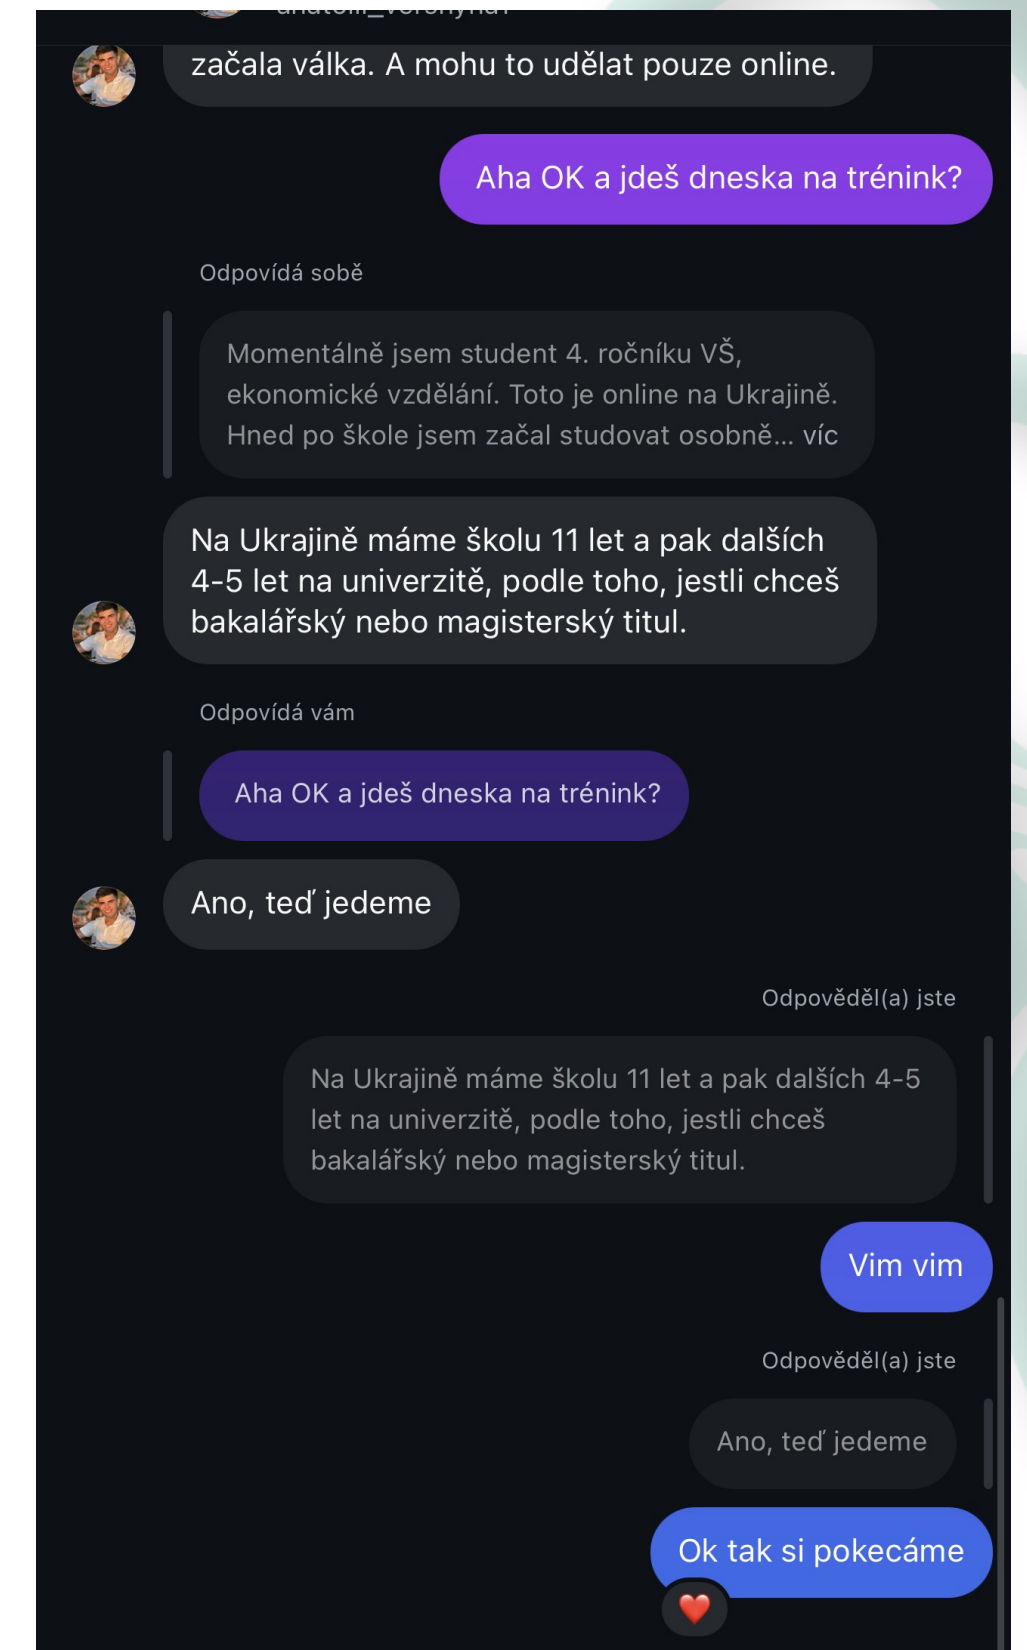 začala válka. A mohu to udělat pouze online.
Aha OK a jdeš dneska na trénink?
Odpovídá sobě
Momentálně jsem student 4. ročníku VŠ,
ekonomické vzdělání. Toto je online na Ukrajině.
Hned po škole jsem začal studovat osobně... víc
Na Ukrajině máme školu 11 let a pak dalších
4-5 let na univerzitě, podle toho, jestli chceš
bakalářský nebo magisterský titul.
Odpovídá vám
Aha OK a jdeš dneska na trénink?
Ano, teď jedeme
Odpověděl(a) jste
Na Ukrajině máme školu 11 let a pak dalších 4-5
let na univerzitě, podle toho, jestli chceš
bakalářský nebo magisterský titul.
Vim vim
Odpověděl(a) jste
Ano, teď jedeme
Ok tak si pokecáme